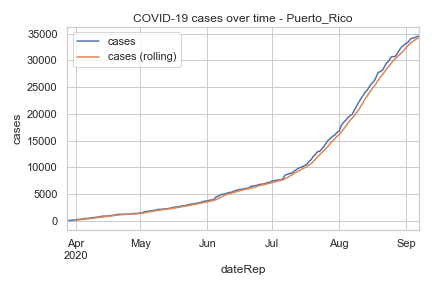 COVID-19 cases over time - Puerto_Rico
cases
cases (rolling)
35000
30000
25000
20000
15000
10000
5000
0
cases
Apr
2020
May
Jun
Jul
Aug
Sep
dateRep